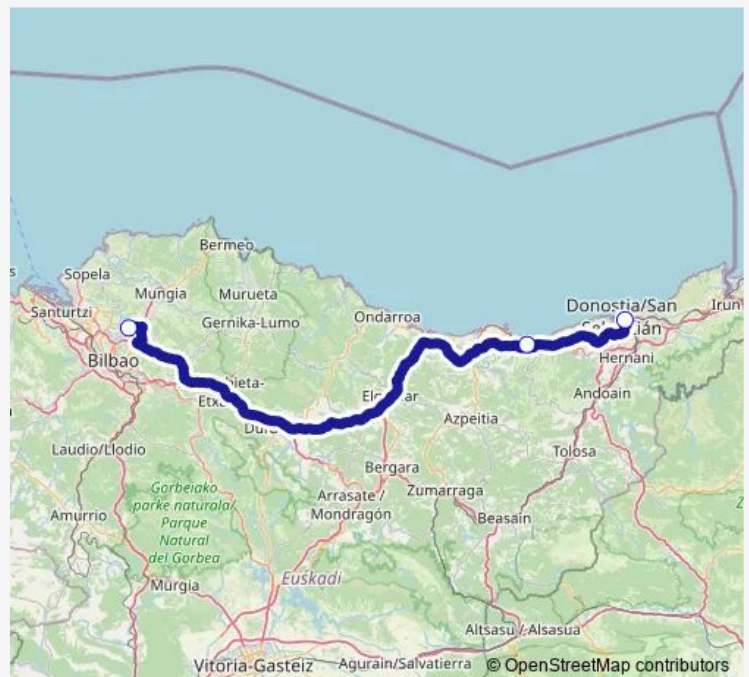 Bermeo
Sopela
Mungia
Murueta
Santurtzi
Gernika-Lumo
Ondarroa
Donostia/San
Irun
Bilbao
Hernani
Andoain
Azpeitia
Laudio/Llodio
Tolosa
Bergara
Zumarraga
Arrasate /
Mondragón
Beasain
Gorbeiako
parke naturala/
Parque
Natural
del Gorbea
Amurrio
Murgia
Euskadi
Altsasu / Alsasua
Vitoria-Gasteiz
Agurain/Salvatierra
© OpenStreetMap contributors